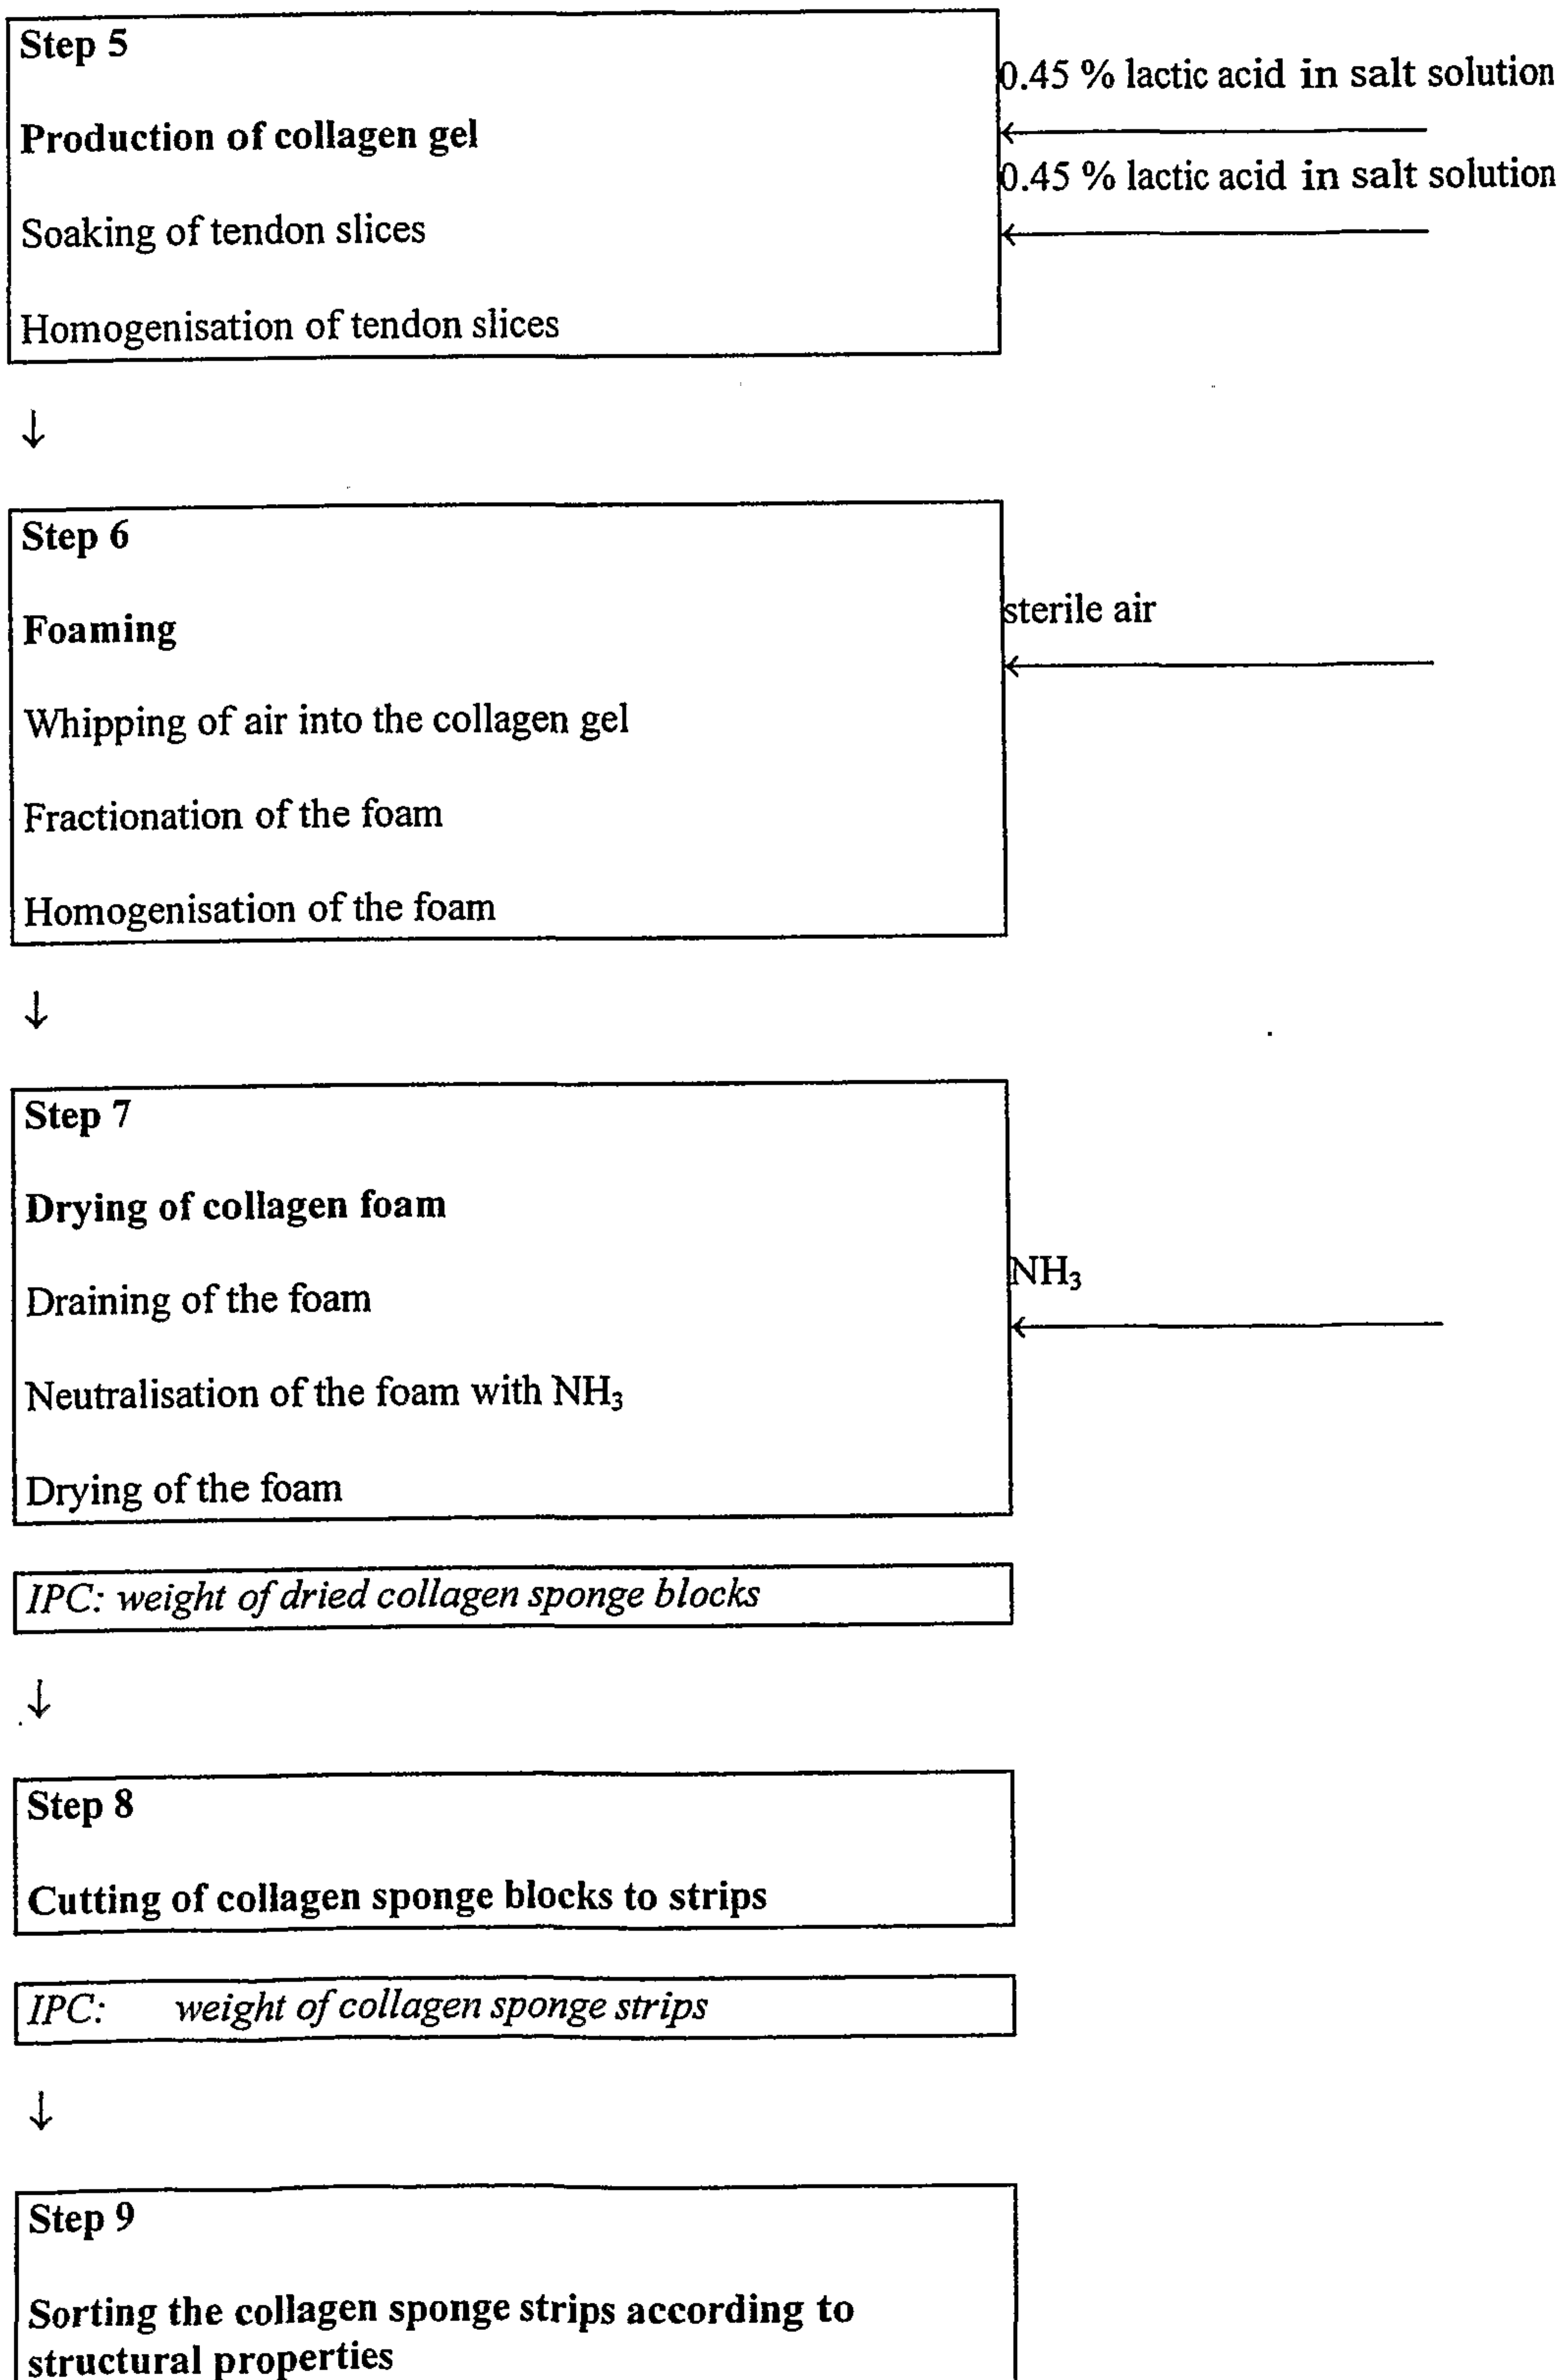 Step 5
0.45 % lactic acid in salt solution
Production of collagen gel
0.45 % lactic acid in salt solution
Soaking of tendon slices
Homogenisation of tendon slices
↓
Step 6
sterile air
Foaming
Whipping of air into the collagen gel
Fractionation of the foam
Homogenisation of the foam
↓
Step 7
Drying of collagen foam
NH₃
Draining of the foam
Neutralisation of the foam with NH₃
Drying of the foam
IPC: weight of dried collagen sponge blocks
↓
Step 8
Cutting of collagen sponge blocks to strips
IPC: weight of collagen sponge strips
↓
Step 9
Sorting the collagen sponge strips according to
structural properties